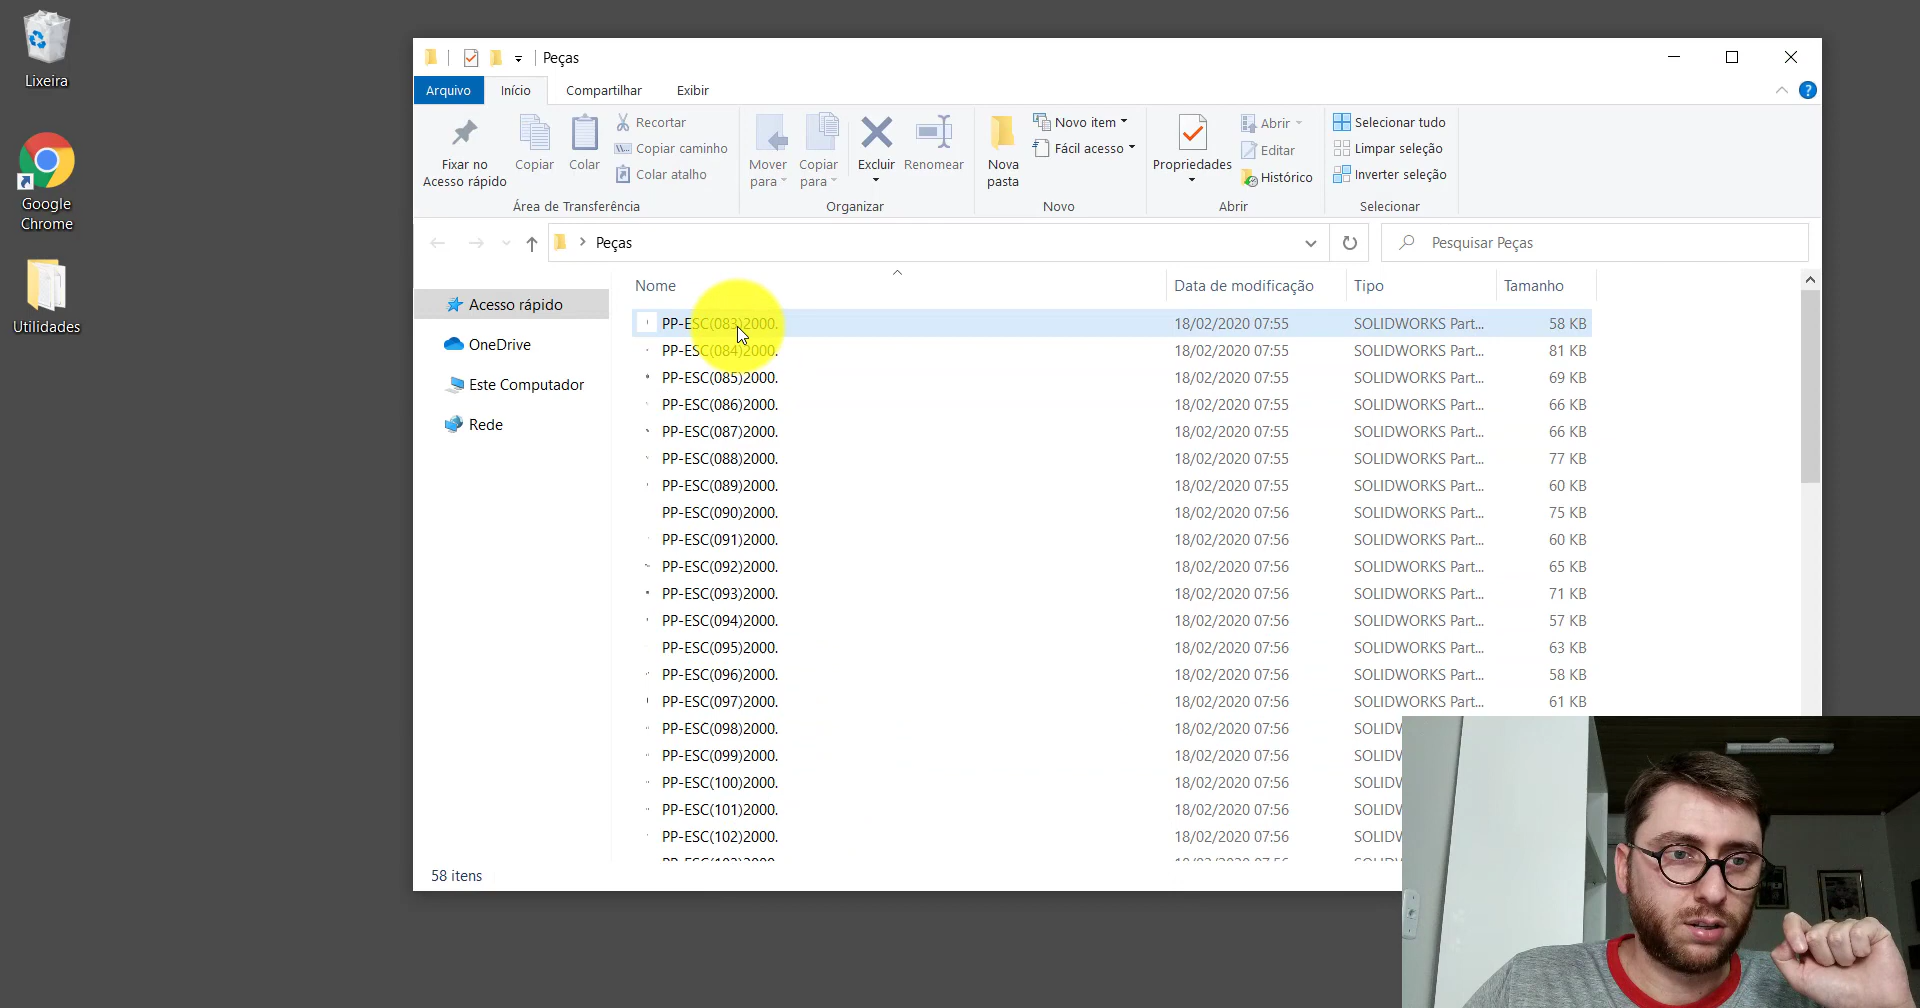 Lixeira
Google
Chrome
Utilidades
Peças
Arquivo
Início
Compartilhar
Exibir
Fixar no
Acesso rápido
Copiar
Colar
Recortar
Copiar caminho
Colar atalho
Área de Transferência
Mover
para
Copiar
para
Excluir
Renomear
Organizar
Nova
pasta
Novo item
Fácil acesso
Novo
Propriedades
Abrir
Editar
Histórico
Abrir
Selecionar tudo
Limpar seleção
Inverter seleção
Selecionar
Peças
Pesquisar Peças
Acesso rápido
OneDrive
Este Computador
Rede
Nome Data de modificação Tipo Tamanho
PP-ESC(083)2000. 18/02/2020 07:55 SOLIDWORKS Part... 58 KB
PP-ESC(084)2000. 18/02/2020 07:55 SOLIDWORKS Part... 81 KB
PP-ESC(085)2000. 18/02/2020 07:55 SOLIDWORKS Part... 69 KB
PP-ESC(086)2000. 18/02/2020 07:55 SOLIDWORKS Part... 66 KB
PP-ESC(087)2000. 18/02/2020 07:55 SOLIDWORKS Part... 66 KB
PP-ESC(088)2000. 18/02/2020 07:55 SOLIDWORKS Part... 77 KB
PP-ESC(089)2000. 18/02/2020 07:55 SOLIDWORKS Part... 60 KB
PP-ESC(090)2000. 18/02/2020 07:56 SOLIDWORKS Part... 75 KB
PP-ESC(091)2000. 18/02/2020 07:56 SOLIDWORKS Part... 60 KB
PP-ESC(092)2000. 18/02/2020 07:56 SOLIDWORKS Part... 65 KB
PP-ESC(093)2000. 18/02/2020 07:56 SOLIDWORKS Part... 71 KB
PP-ESC(094)2000. 18/02/2020 07:56 SOLIDWORKS Part... 57 KB
PP-ESC(095)2000. 18/02/2020 07:56 SOLIDWORKS Part... 63 KB
PP-ESC(096)2000. 18/02/2020 07:56 SOLIDWORKS Part... 58 KB
PP-ESC(097)2000. 18/02/2020 07:56 SOLIDWORKS Part... 61 KB
PP-ESC(098)2000. 18/02/2020 07:56 SOLIDW
PP-ESC(099)2000. 18/02/2020 07:56 SOLIDW
PP-ESC(100)2000. 18/02/2020 07:56 SOLIDW
PP-ESC(101)2000. 18/02/2020 07:56 SOLIDW
PP-ESC(102)2000. 18/02/2020 07:56 SOLIDW
58 itens